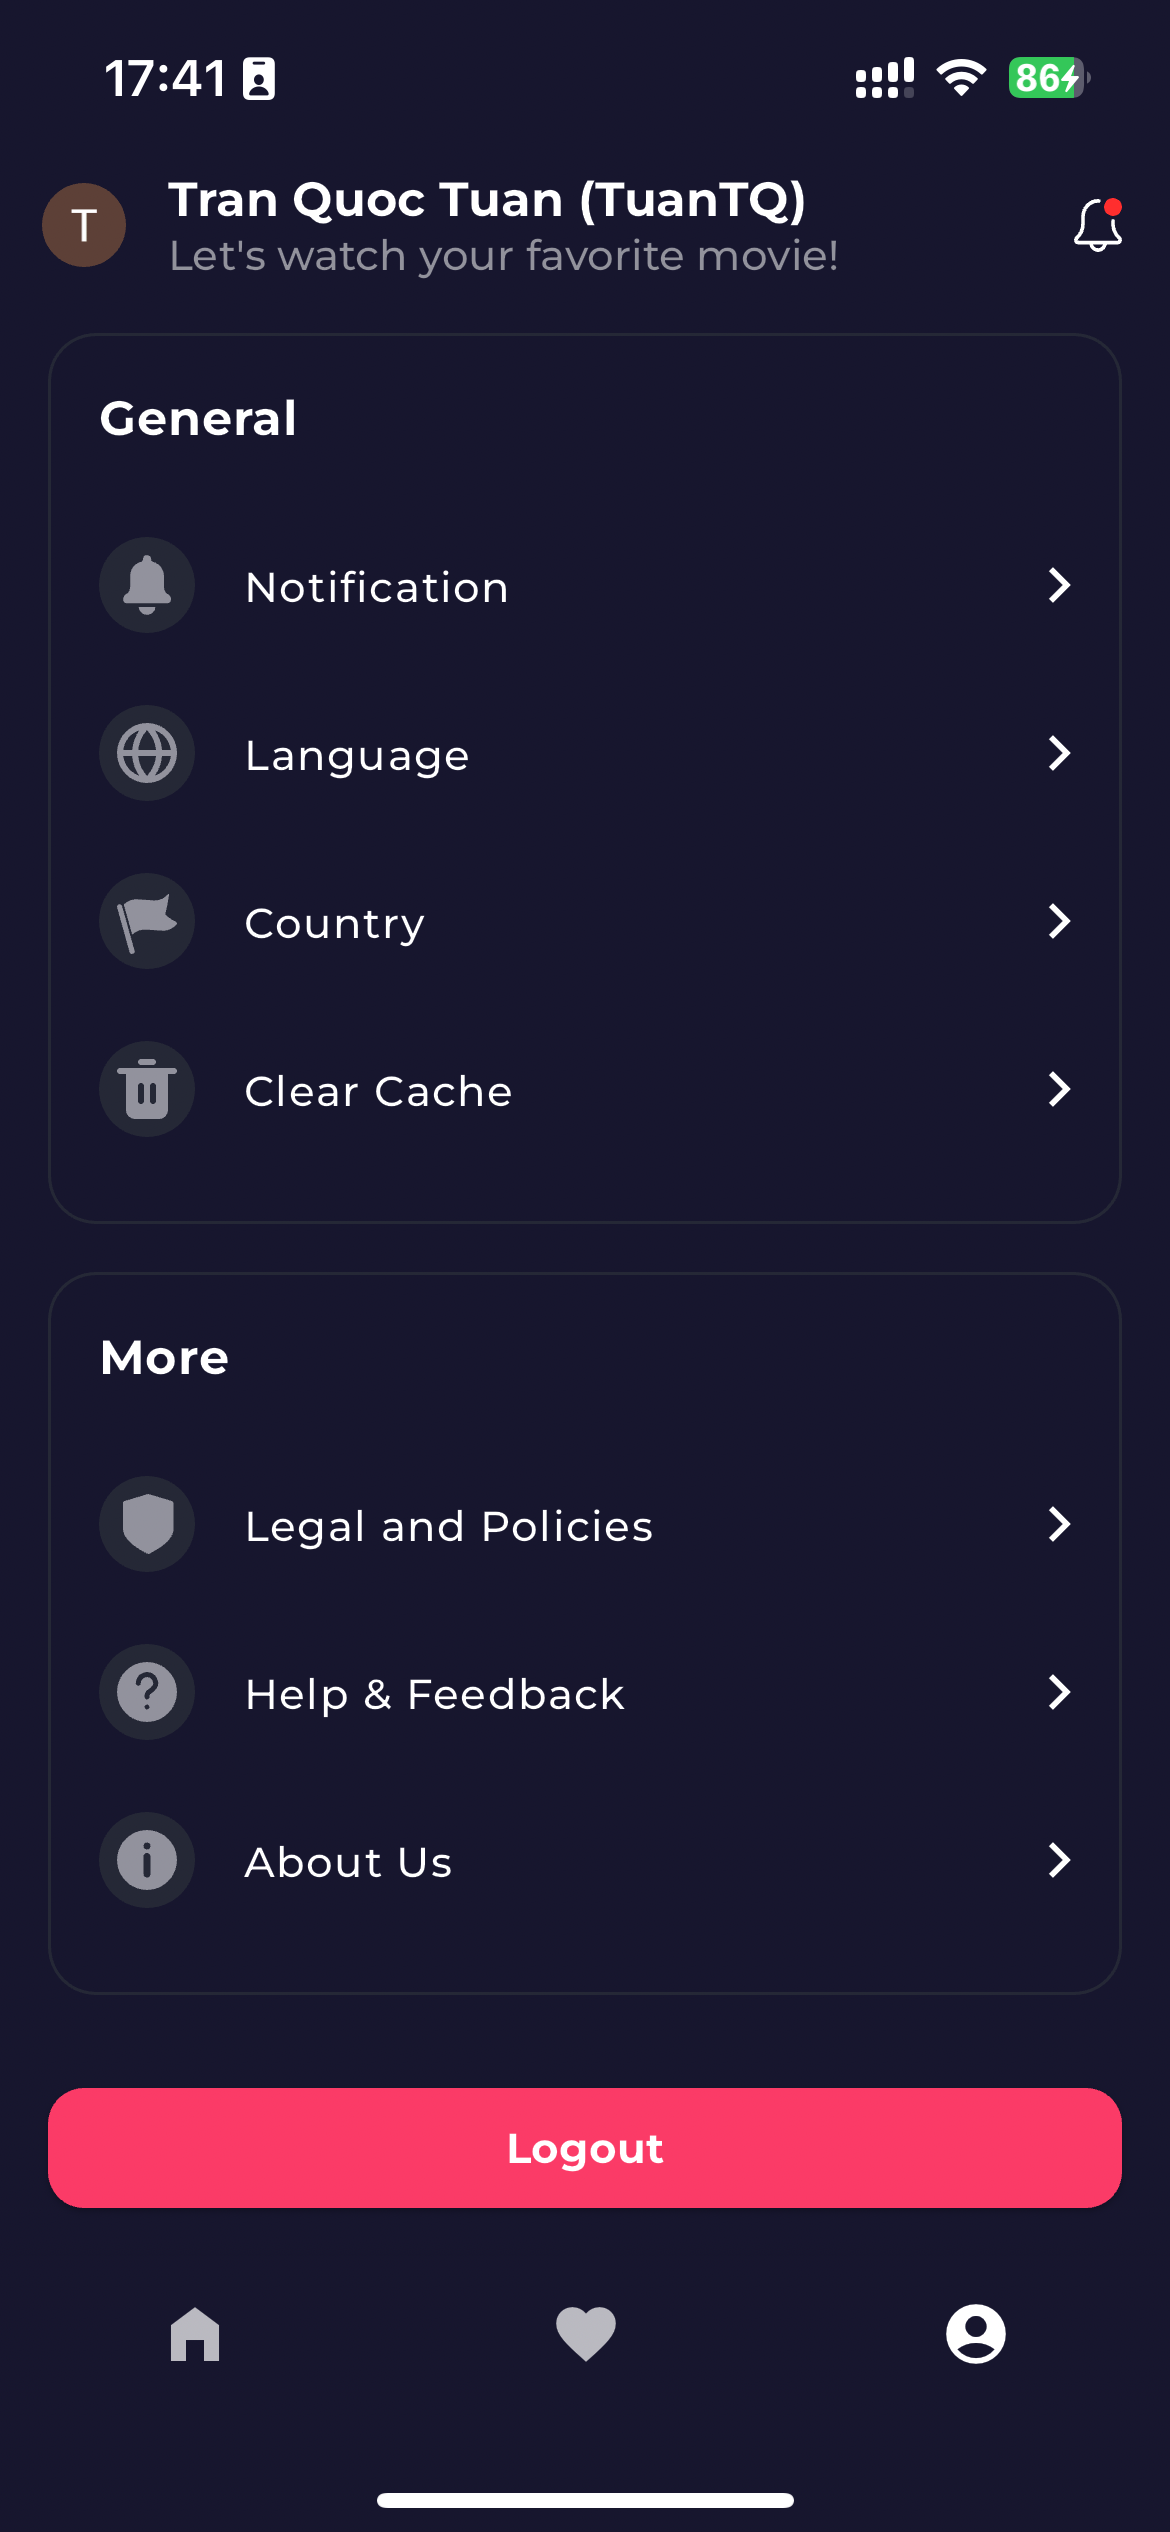 17:41
86
T
Tran Quoc Tuan (TuanTQ)
Let's watch your favorite movie!
General
Notification
Language
Country
Clear Cache
More
Legal and Policies
Help & Feedback
About Us
Logout